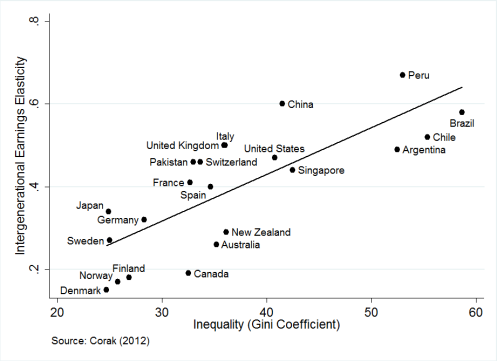 .8
Intergenerational Earnings Elasticity
Peru
.6
China
Brazil
Italy
Chile
United Kingdom
United States
Argentina
Pakistan
Switzerland
Singapore
France
.4
Spain
Japan
Germany
New Zealand
Sweden
Australia
Finland
.2
Norway
Canada
Denmark
20 30 40 50 60
Inequality (Gini Coefficient)
Source: Corak (2012)